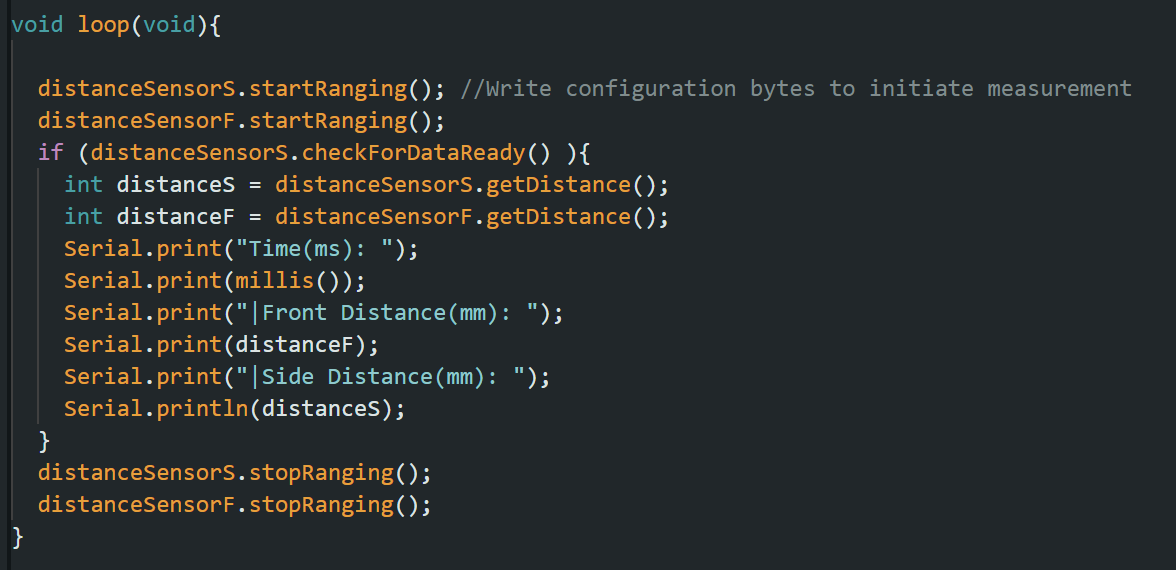 void loop(void){
distanceSensorS.startRanging(); //Write configuration bytes to initiate measurement
distanceSensorF.startRanging();
if (distanceSensorS.checkForDataReady() ){
int distanceS = distanceSensorS.getDistance();
int distanceF = distanceSensorF.getDistance();
Serial.print("Time(ms): ");
Serial.print(millis());
Serial.print("|Front Distance(mm): ");
Serial.print(distanceF);
Serial.print("|Side Distance(mm): ");
Serial.println(distanceS);
}
distanceSensorS.stopRanging();
distanceSensorF.stopRanging();
}